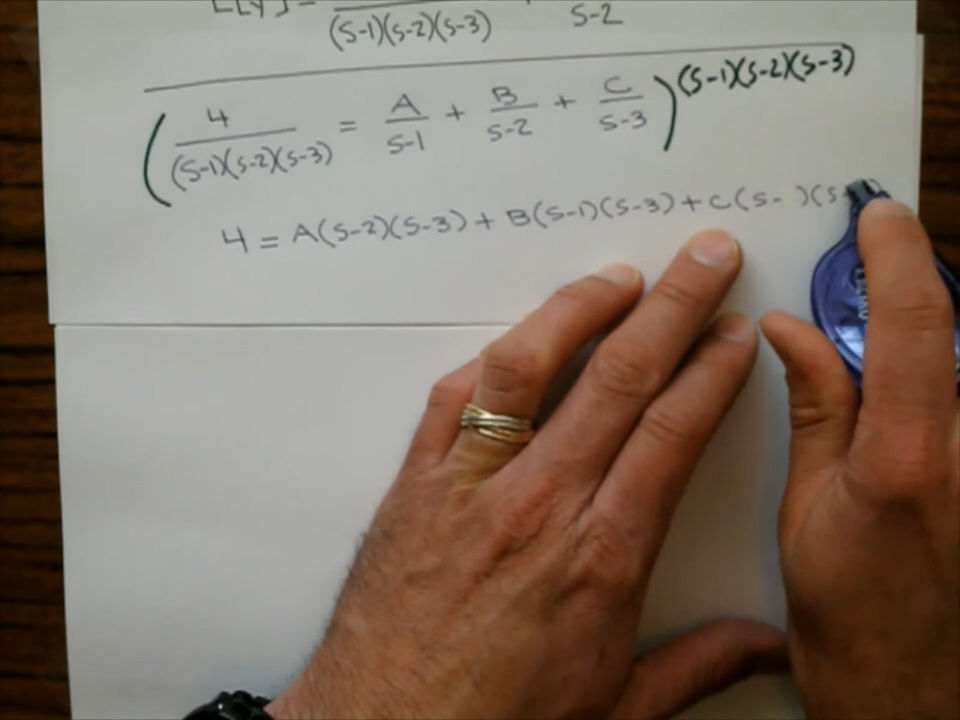 L[y] =
(s-1)(s-2)(s-3) s-2
( 4/((s-1)(s-2)(s-3)) = A/(s-1) + B/(s-2) + C/(s-3) ) (s-1)(s-2)(s-3)
4 = A(s-2)(s-3) + B(s-1)(s-3) + C(s- )(s